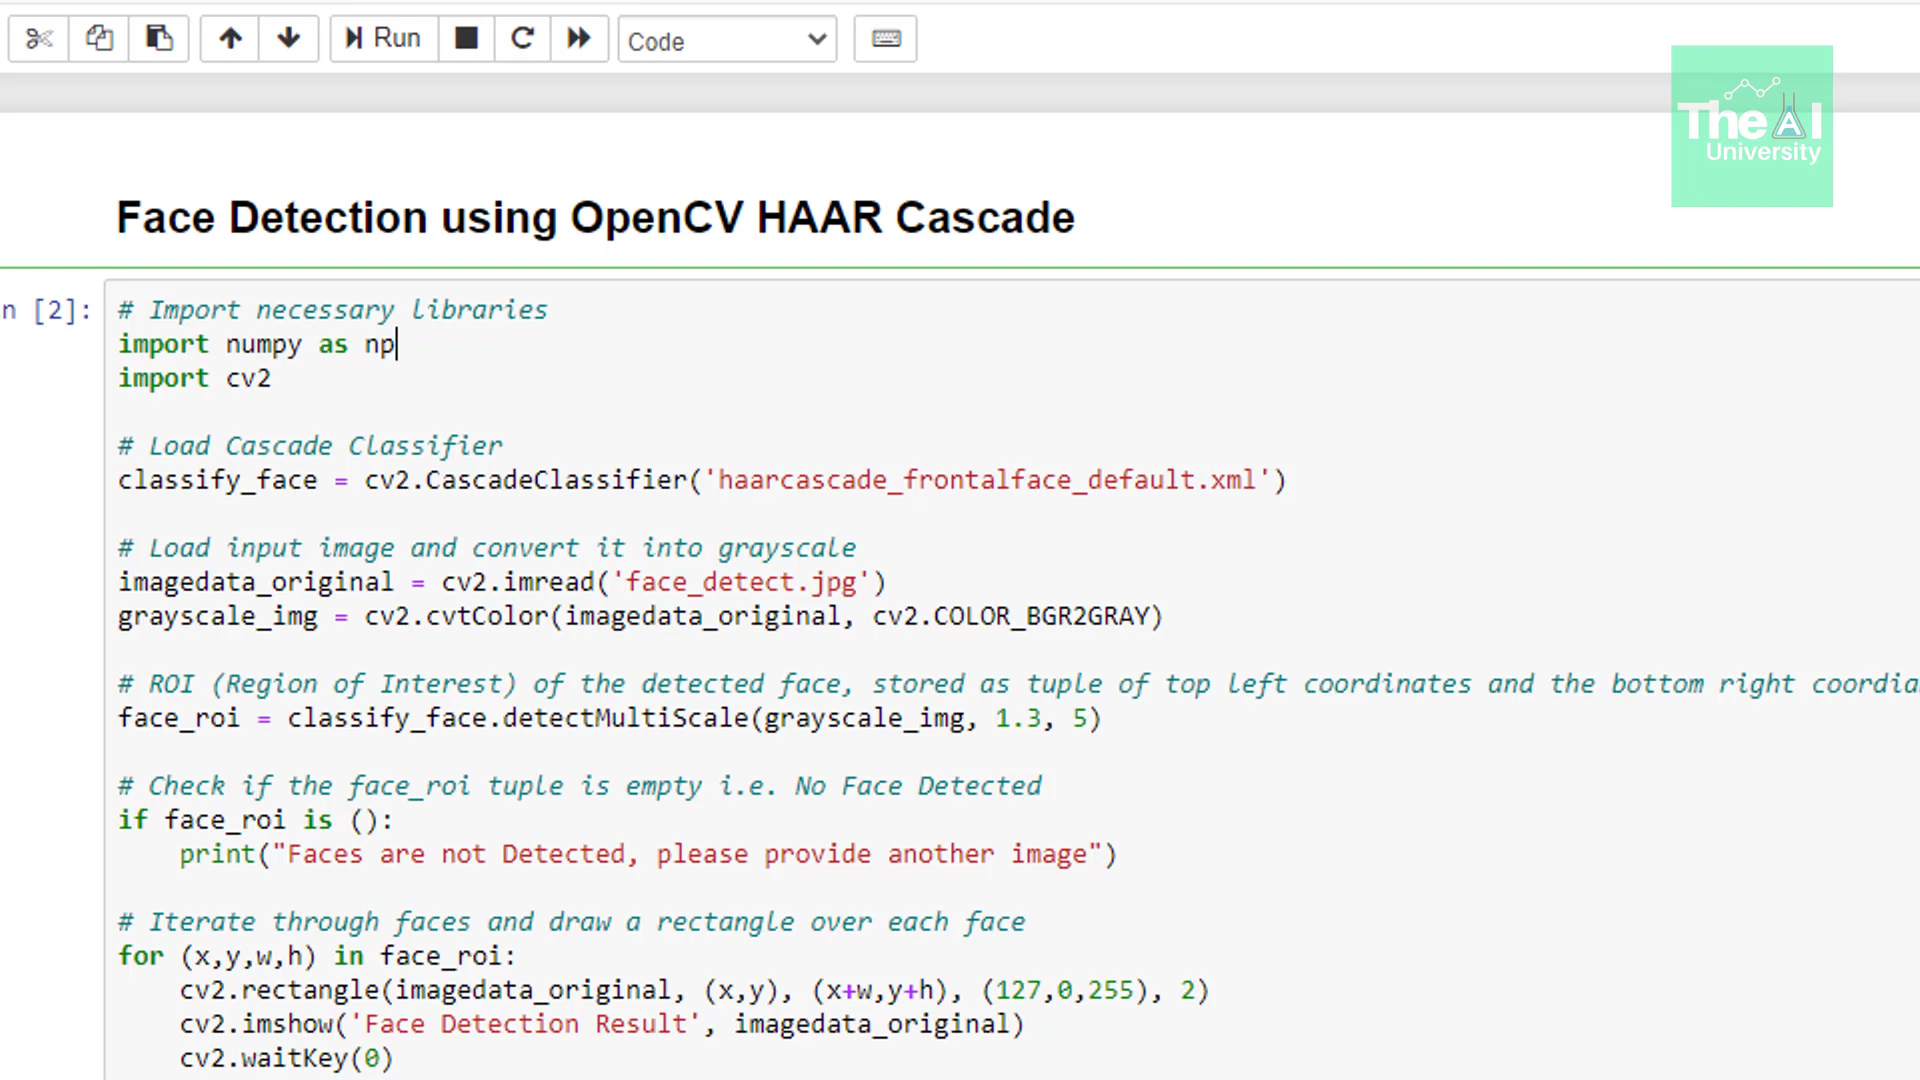 Run
Code
The AI
University
Face Detection using OpenCV HAAR Cascade
n [2]:
# Import necessary libraries
import numpy as np
import cv2
# Load Cascade Classifier
classify_face = cv2.CascadeClassifier('haarcascade_frontalface_default.xml')
# Load input image and convert it into grayscale
imagedata_original = cv2.imread('face_detect.jpg')
grayscale_img = cv2.cvtColor(imagedata_original, cv2.COLOR_BGR2GRAY)
# ROI (Region of Interest) of the detected face, stored as tuple of top left coordinates and the bottom right coordia
face_roi = classify_face.detectMultiScale(grayscale_img, 1.3, 5)
# Check if the face_roi tuple is empty i.e. No Face Detected
if face_roi is ():
    print("Faces are not Detected, please provide another image")
# Iterate through faces and draw a rectangle over each face
for (x,y,w,h) in face_roi:
    cv2.rectangle(imagedata_original, (x,y), (x+w,y+h), (127,0,255), 2)
    cv2.imshow('Face Detection Result', imagedata_original)
    cv2.waitKey(0)